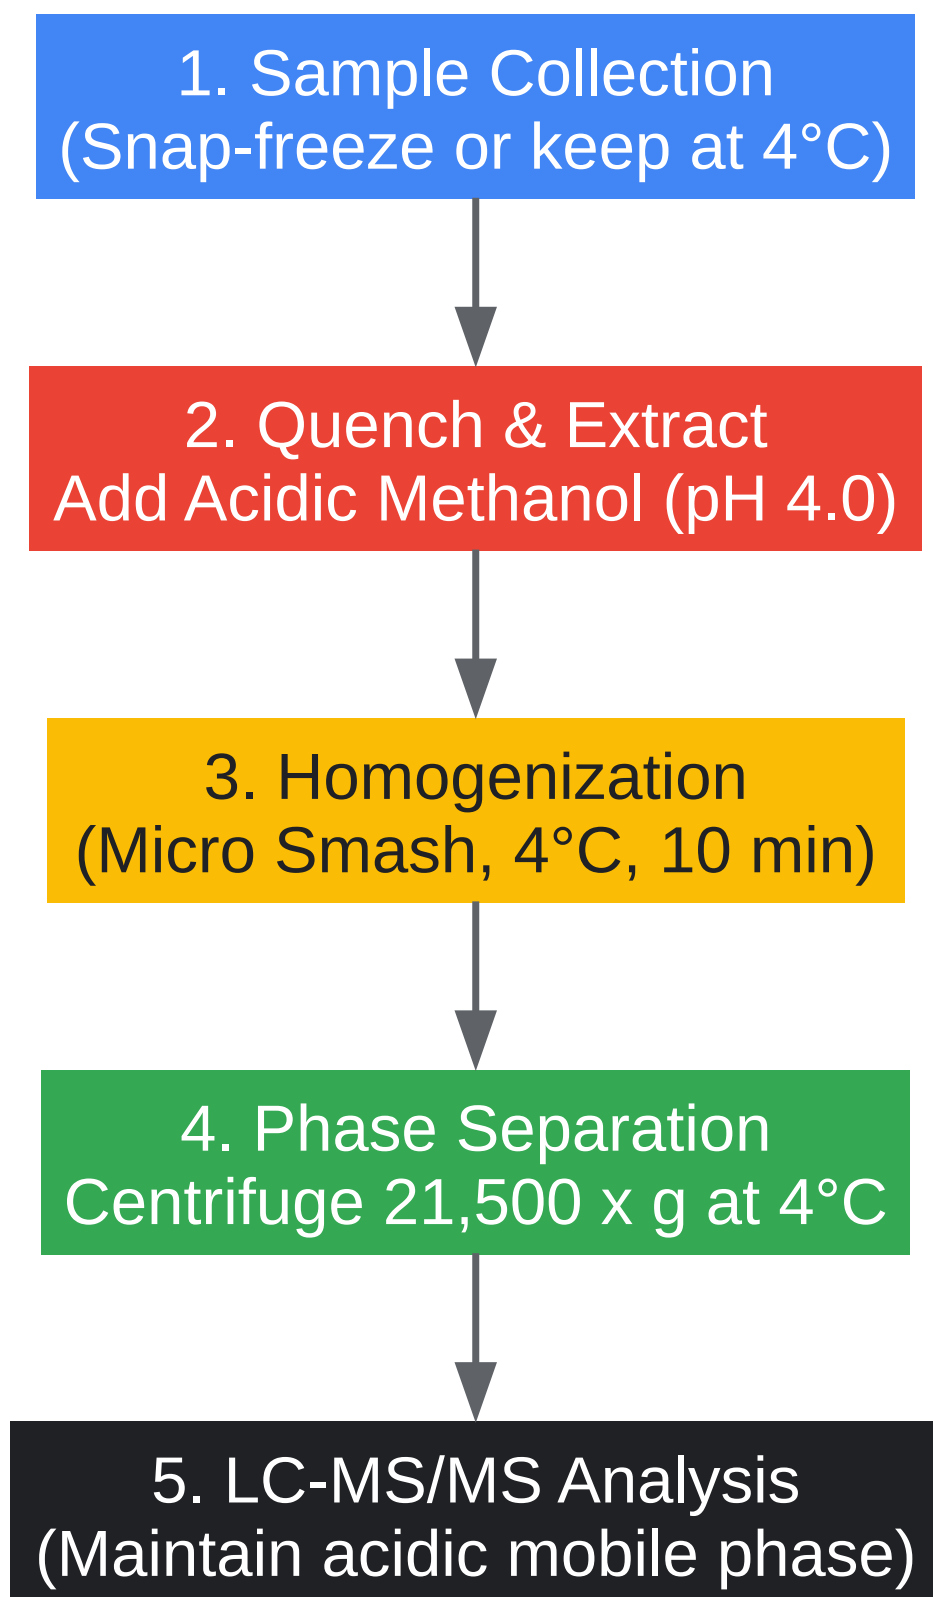 1. Sample Collection
(Snap-freeze or keep at 4°C)
2. Quench & Extract
Add Acidic Methanol (pH 4.0)
3. Homogenization
(Micro Smash, 4°C, 10 min)
4. Phase Separation
Centrifuge 21,500 x g at 4°C
5. LC-MS/MS Analysis
(Maintain acidic mobile phase)